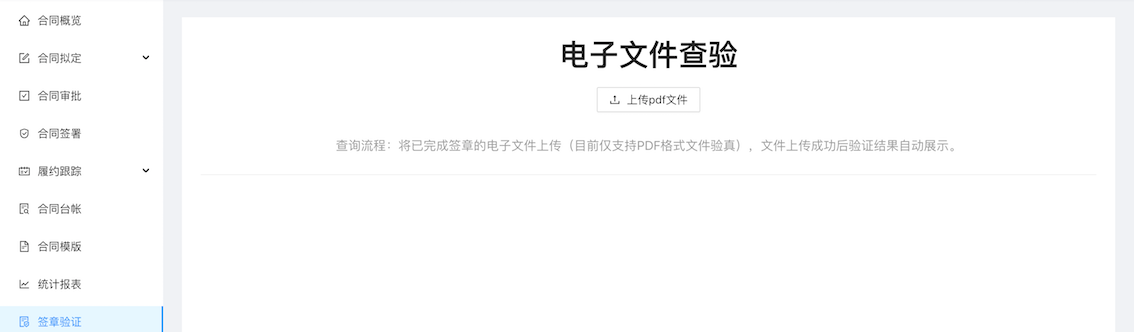 合同概览
合同拟定
合同审批
合同签署
履约跟踪
合同台帐
合同模版
统计报表
签章验证
电子文件查验
上传pdf文件
查询流程：将已完成签章的电子文件上传（目前仅支持PDF格式文件验真），文件上传成功后验证结果自动展示。